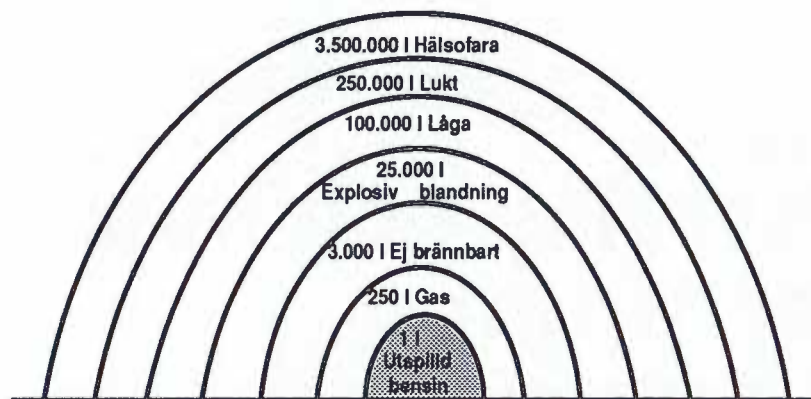 3.500.000 l Hälsofara
250.000 l Lukt
100.000 l Låga
25.000 l
Explosiv blandning
3.000 l Ej brännbart
250 l Gas
1 l
Utspilld
bensin